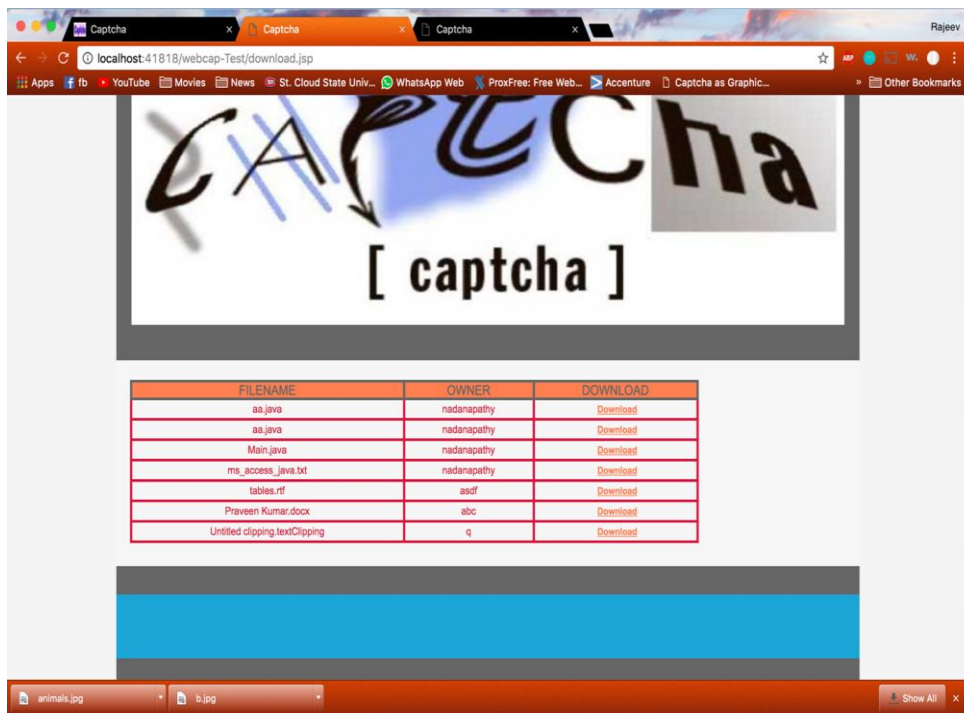 Captcha
Captcha
Captcha
Rajeev
localhost:41818/webcap-Test/download.jsp
Apps
fb
YouTube
Movies
News
St. Cloud State Univ...
WhatsApp Web
ProxFree: Free Web...
Accenture
Captcha as Graphic...
» Other Bookmarks
CAPTCha
[ captcha ]
FILENAME OWNER DOWNLOAD
aa.java nadanapathy Download
aa.java nadanapathy Download
Main.java nadanapathy Download
ms_access_java.txt nadanapathy Download
tables.rtf asdf Download
Praveen Kumar.docx abc Download
Untitled clipping.textClipping q Download
animals.jpg
b.jpg
Show All